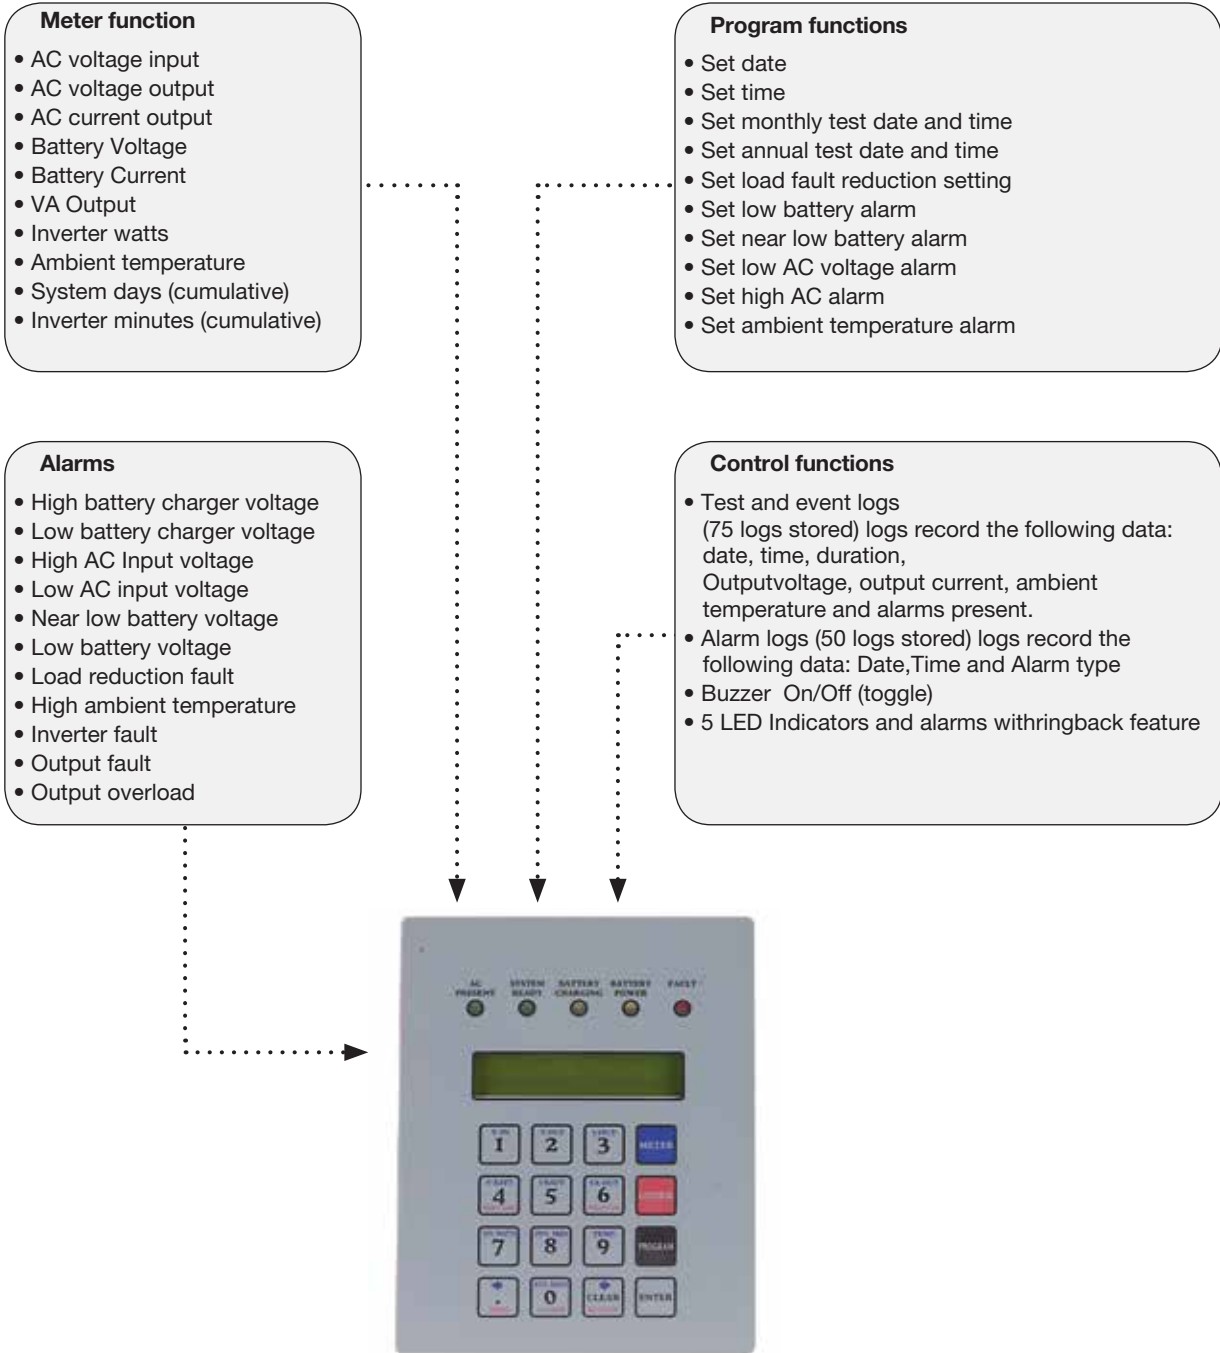 Meter function
• AC voltage input
• AC voltage output
• AC current output
• Battery Voltage
• Battery Current
• VA Output
• Inverter watts
• Ambient temperature
• System days (cumulative)
• Inverter minutes (cumulative)
Program functions
• Set date
• Set time
• Set monthly test date and time
• Set annual test date and time
• Set load fault reduction setting
• Set low battery alarm
• Set near low battery alarm
• Set low AC voltage alarm
• Set high AC alarm
• Set ambient temperature alarm
Alarms
• High battery charger voltage
• Low battery charger voltage
• High AC Input voltage
• Low AC input voltage
• Near low battery voltage
• Low battery voltage
• Load reduction fault
• High ambient temperature
• Inverter fault
• Output fault
• Output overload
Control functions
• Test and event logs
(75 logs stored) logs record the following data:
date, time, duration,
Outputvoltage, output current, ambient
temperature and alarms present.
• Alarm logs (50 logs stored) logs record the
following data: Date,Time and Alarm type
• Buzzer On/Off (toggle)
• 5 LED Indicators and alarms withringback feature
AC PRESENT
SYSTEM READY
BATTERY CHARGING
BATTERY POWER
FAULT
1 2 3 METER
4 5 6
7 8 9 PROGRAM
. 0 CLEAR ENTER